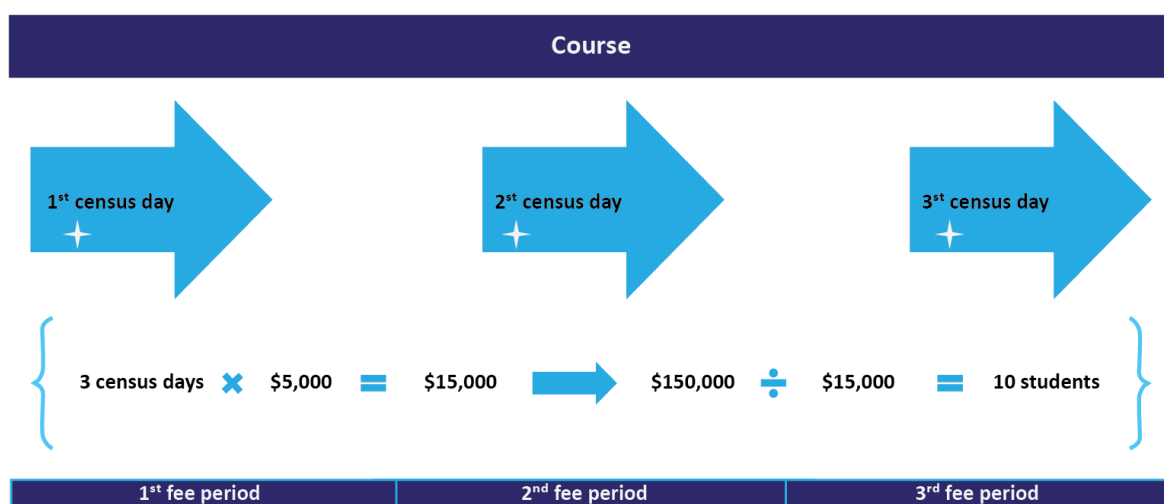 Course
1st census day
2st census day
3st census day
3 census days × $5,000 = $15,000 $150,000 ÷ $15,000 = 10 students
1st fee period
2nd fee period
3rd fee period